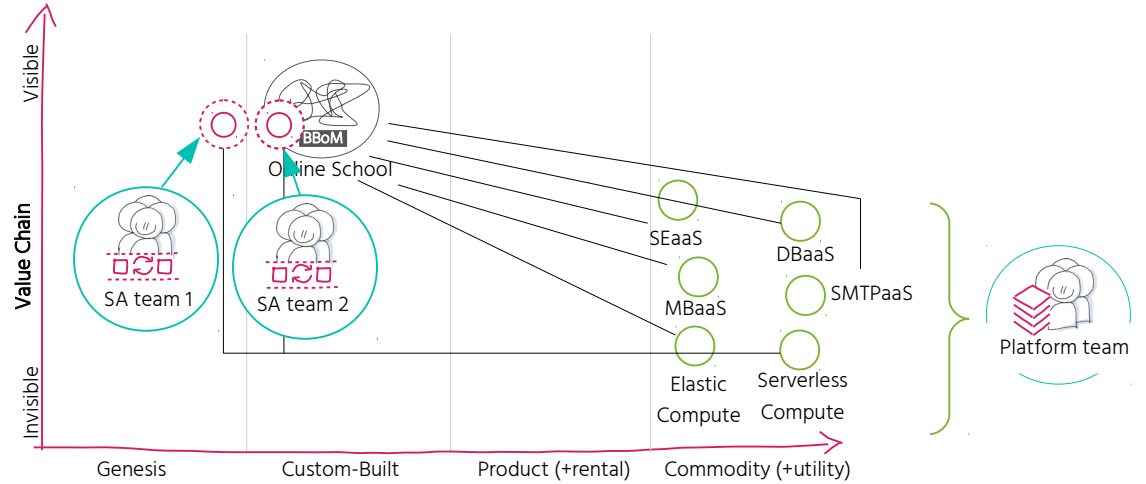 Visible
Value Chain
Invisible
BBoM
Online School
SA team 1
SA team 2
SEaaS
DBaaS
MBaaS
SMTPaaS
Elastic
Compute
Serverless
Compute
Platform team
Genesis
Custom-Built
Product (+rental)
Commodity (+utility)